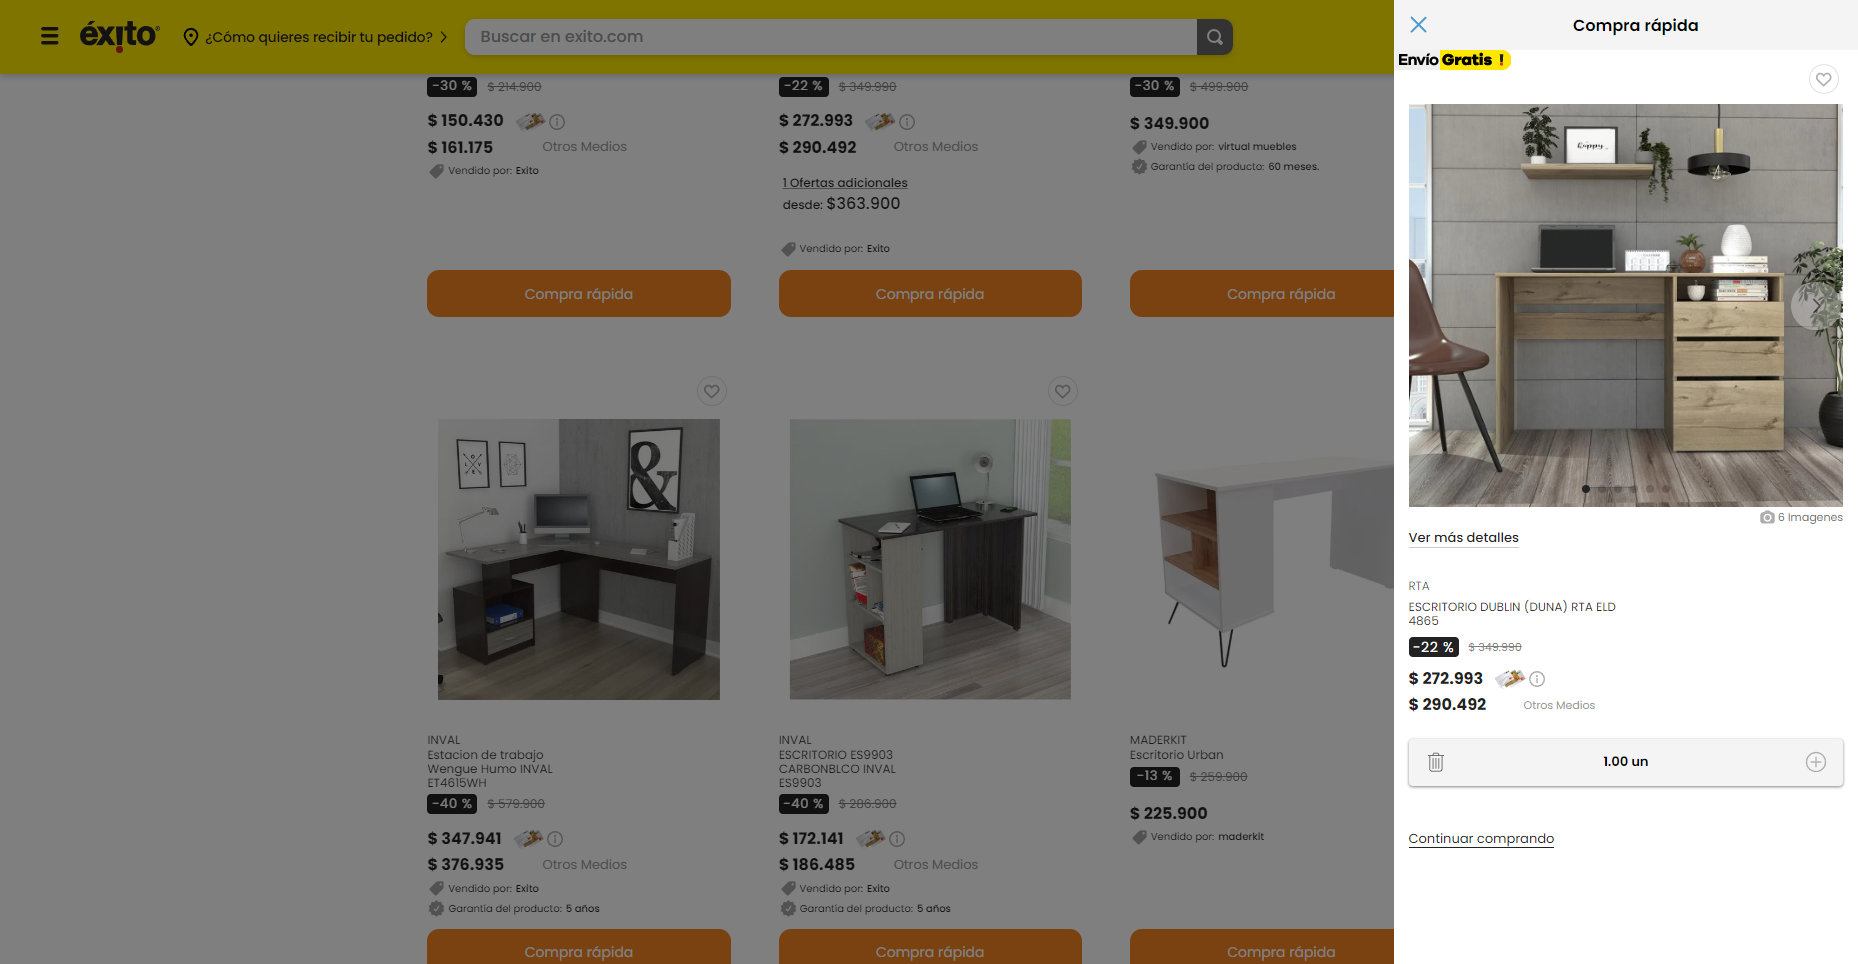 éxito
¿Cómo quieres recibir tu pedido?
Buscar en exito.com
-30 % $ 214.900
$ 150.430
$ 161.175 Otros Medios
Vendido por: Exito
Compra rápida
-22 % $ 349.990
$ 272.993
$ 290.492 Otros Medios
1 Ofertas adicionales
desde: $363.900
Vendido por: Exito
Compra rápida
-30 % $ 499.900
$ 349.900
Vendido por: virtual muebles
Garantía del producto: 60 meses.
Compra rápida
L O
V E
&
INVAL
Estacion de trabajo
Wengue Humo INVAL
ET4615WH
-40 % $ 579.900
$ 347.941
$ 376.935 Otros Medios
Vendido por: Exito
Garantía del producto: 5 años
Compra rápida
INVAL
ESCRITORIO ES9903
CARBONBLCO INVAL
ES9903
-40 % $ 286.900
$ 172.141
$ 186.485 Otros Medios
Vendido por: Exito
Garantía del producto: 5 años
Compra rápida
MADERKIT
Escritorio Urban
-13 % $ 259.900
$ 225.900
Vendido por: maderkit
Compra rápida
Compra rápida
Envío Gratis !
happy
6 Imagenes
Ver más detalles
RTA
ESCRITORIO DUBLIN (DUNA) RTA ELD
4865
-22 % $ 349.990
$ 272.993
$ 290.492 Otros Medios
1.00 un
Continuar comprando